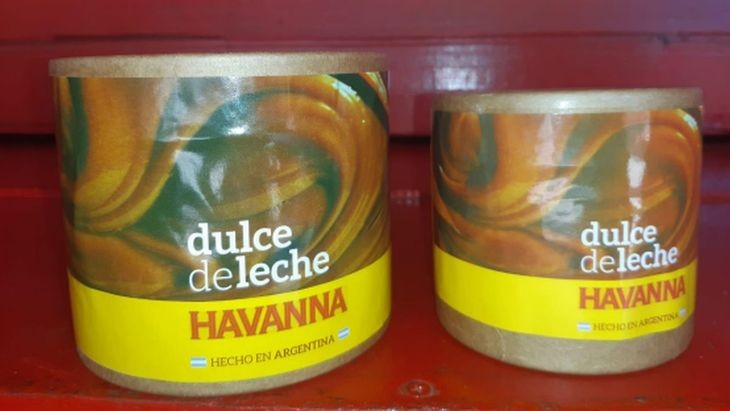 dulce
de leche
HAVANNA
HECHO EN ARGENTINA
dulce
de leche
HAVANNA
HECHO EN ARGENTINA